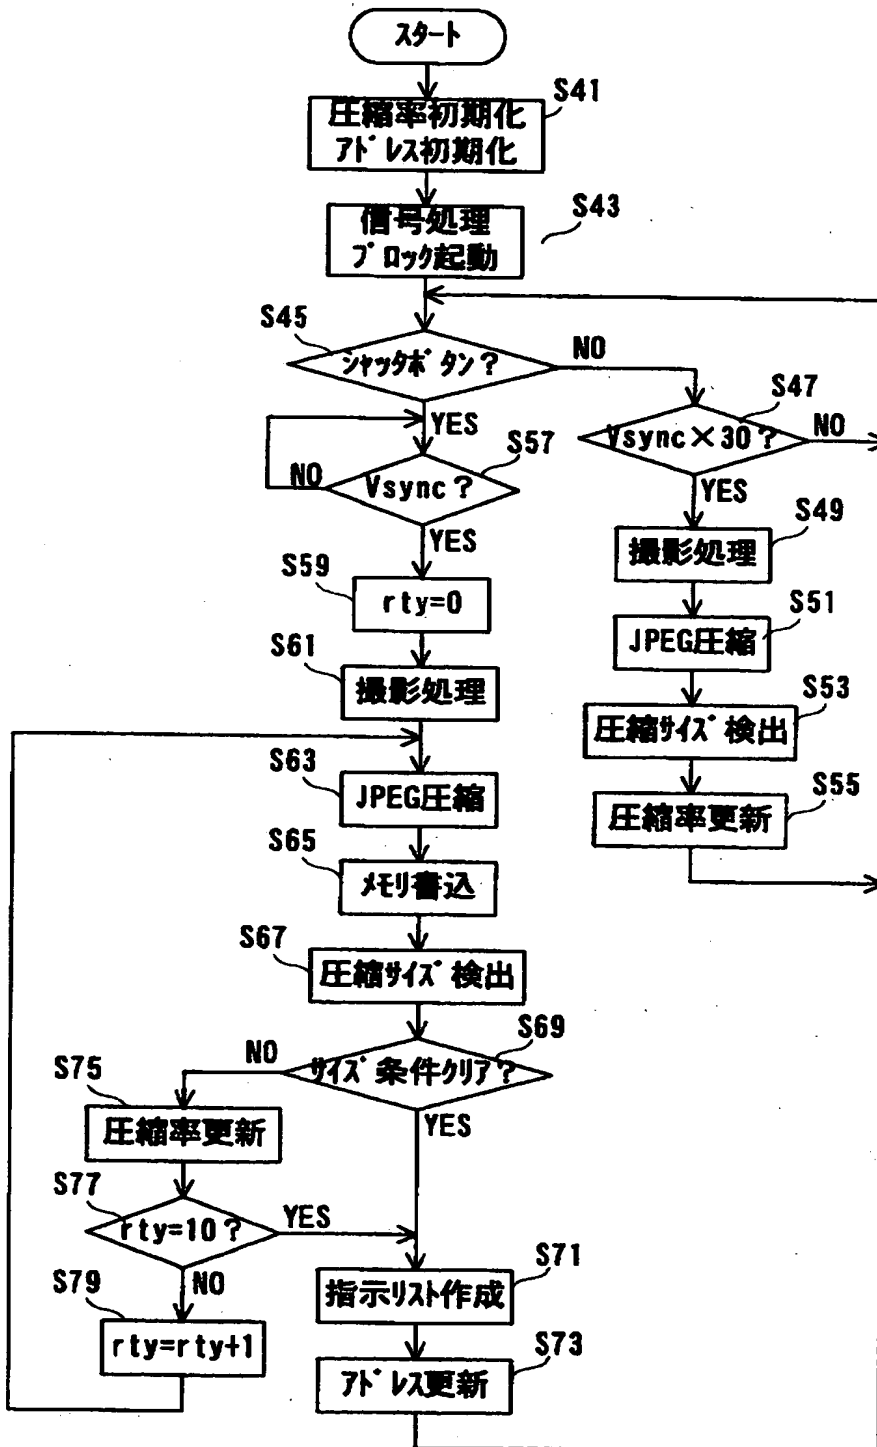 スタート
S41
圧縮率初期化
アドレス初期化
S43
信号処理
ブロック起動
S45
シャッタボタン？
NO
S47
Vsync×30？
NO
YES
YES
S57
NO
Vsync？
YES
S49
撮影処理
S59
rty=0
S51
JPEG圧縮
S61
撮影処理
S53
圧縮サイズ検出
S63
JPEG圧縮
S55
圧縮率更新
S65
メモリ書込
S67
圧縮サイズ検出
S69
サイズ条件クリア？
NO
YES
S75
圧縮率更新
S77
rty=10？
YES
NO
S71
指示リスト作成
S79
rty=rty+1
S73
アドレス更新